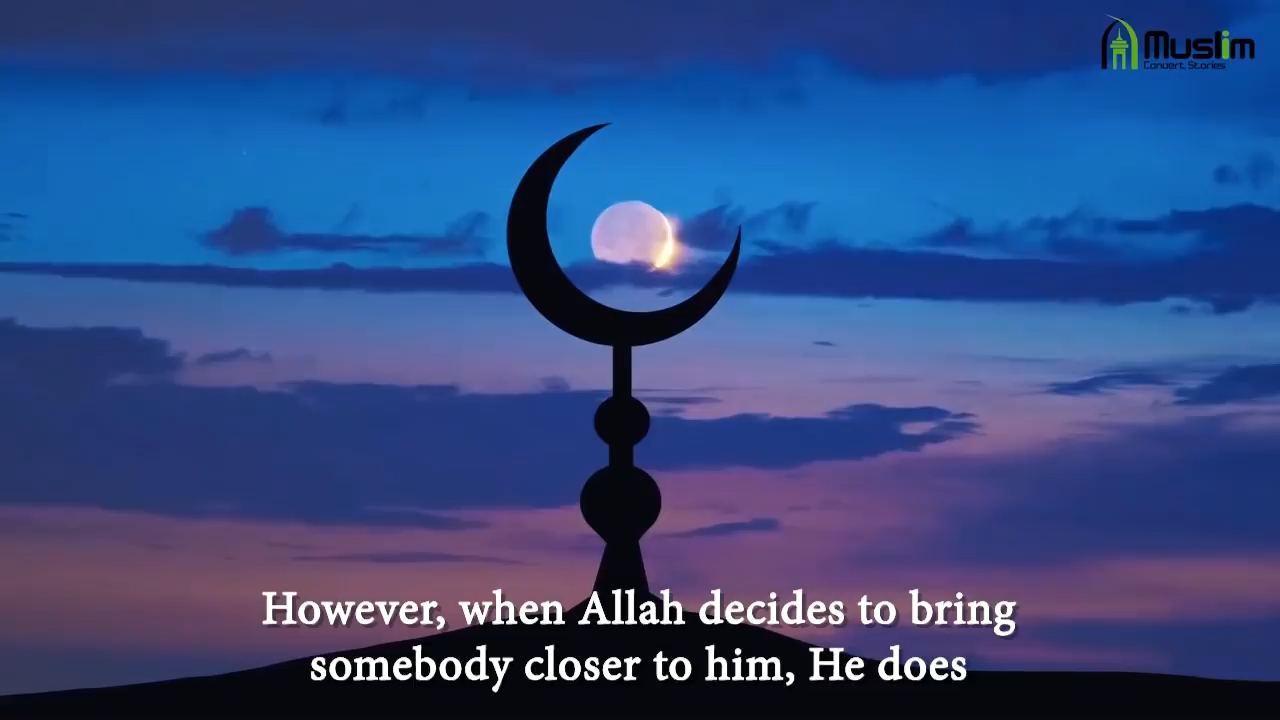 Muslim
Convert Stories
However, when Allah decides to bring
somebody closer to him, He does